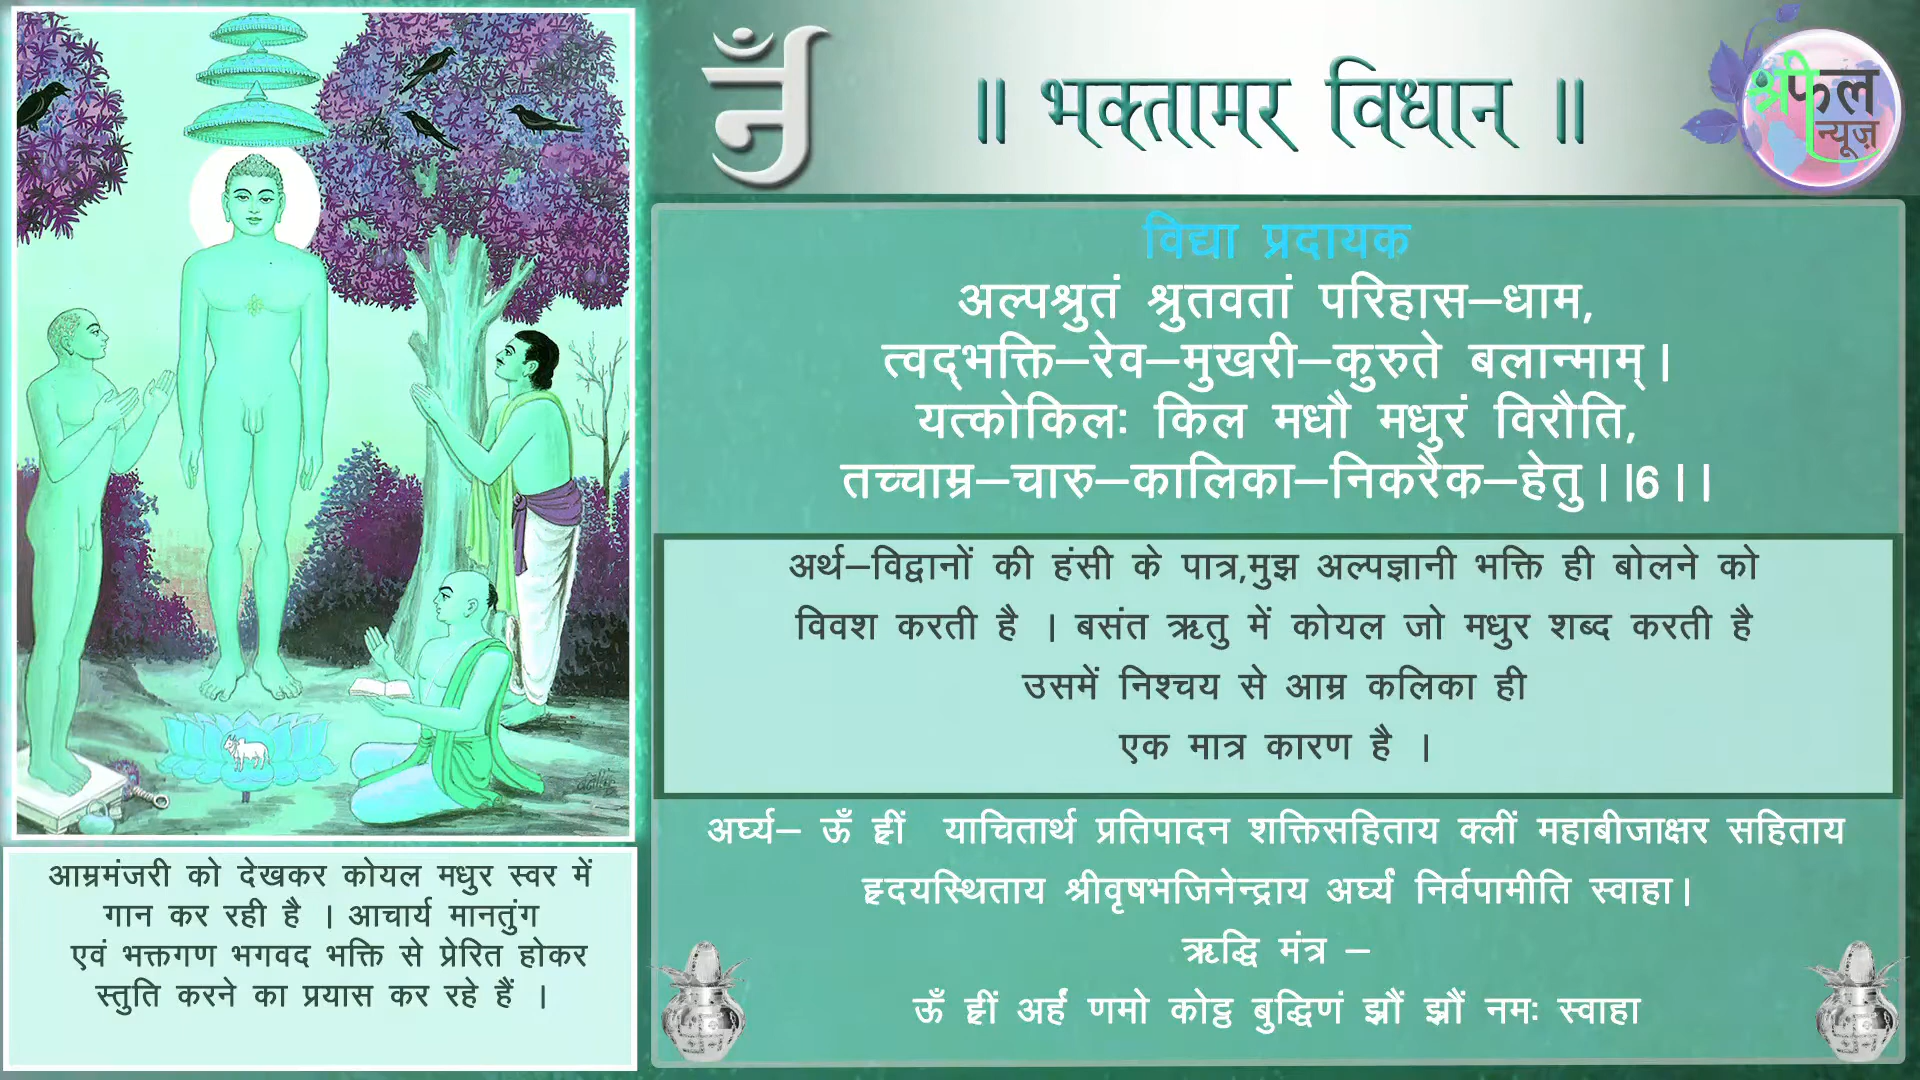 ॥ भक्तामर विधान ॥
श्रीफल
न्यूज़
विद्या प्रदायक
अल्पश्रुतं श्रुतवतां परिहास–धाम,
त्वद्भक्ति–रेव–मुखरी–कुरुते बलान्माम्।
यत्कोकिलः किल मधौ मधुरं विरौति,
तच्चाम्र–चारु–कालिका–निकरैक–हेतु।।6।।
अर्थ–विद्वानों की हंसी के पात्र,मुझ अल्पज्ञानी भक्ति ही बोलने को
विवश करती है । बसंत ऋतु में कोयल जो मधुर शब्द करती है
उसमें निश्चय से आम्र कलिका ही
एक मात्र कारण है ।
अर्घ्य– ऊँ ह्रीं याचितार्थ प्रतिपादन शक्तिसहिताय क्लीं महाबीजाक्षर सहिताय
हृदयस्थिताय श्रीवृषभजिनेन्द्राय अर्घ्यं निर्वपामीति स्वाहा।
ऋद्धि मंत्र –
ऊँ ह्रीं अर्हं णमो कोट्ठ बुद्धिणं झ्रौं झ्रौं नमः स्वाहा
आम्रमंजरी को देखकर कोयल मधुर स्वर में
गान कर रही है । आचार्य मानतुंग
एवं भक्तगण भगवद भक्ति से प्रेरित होकर
स्तुति करने का प्रयास कर रहे हैं ।